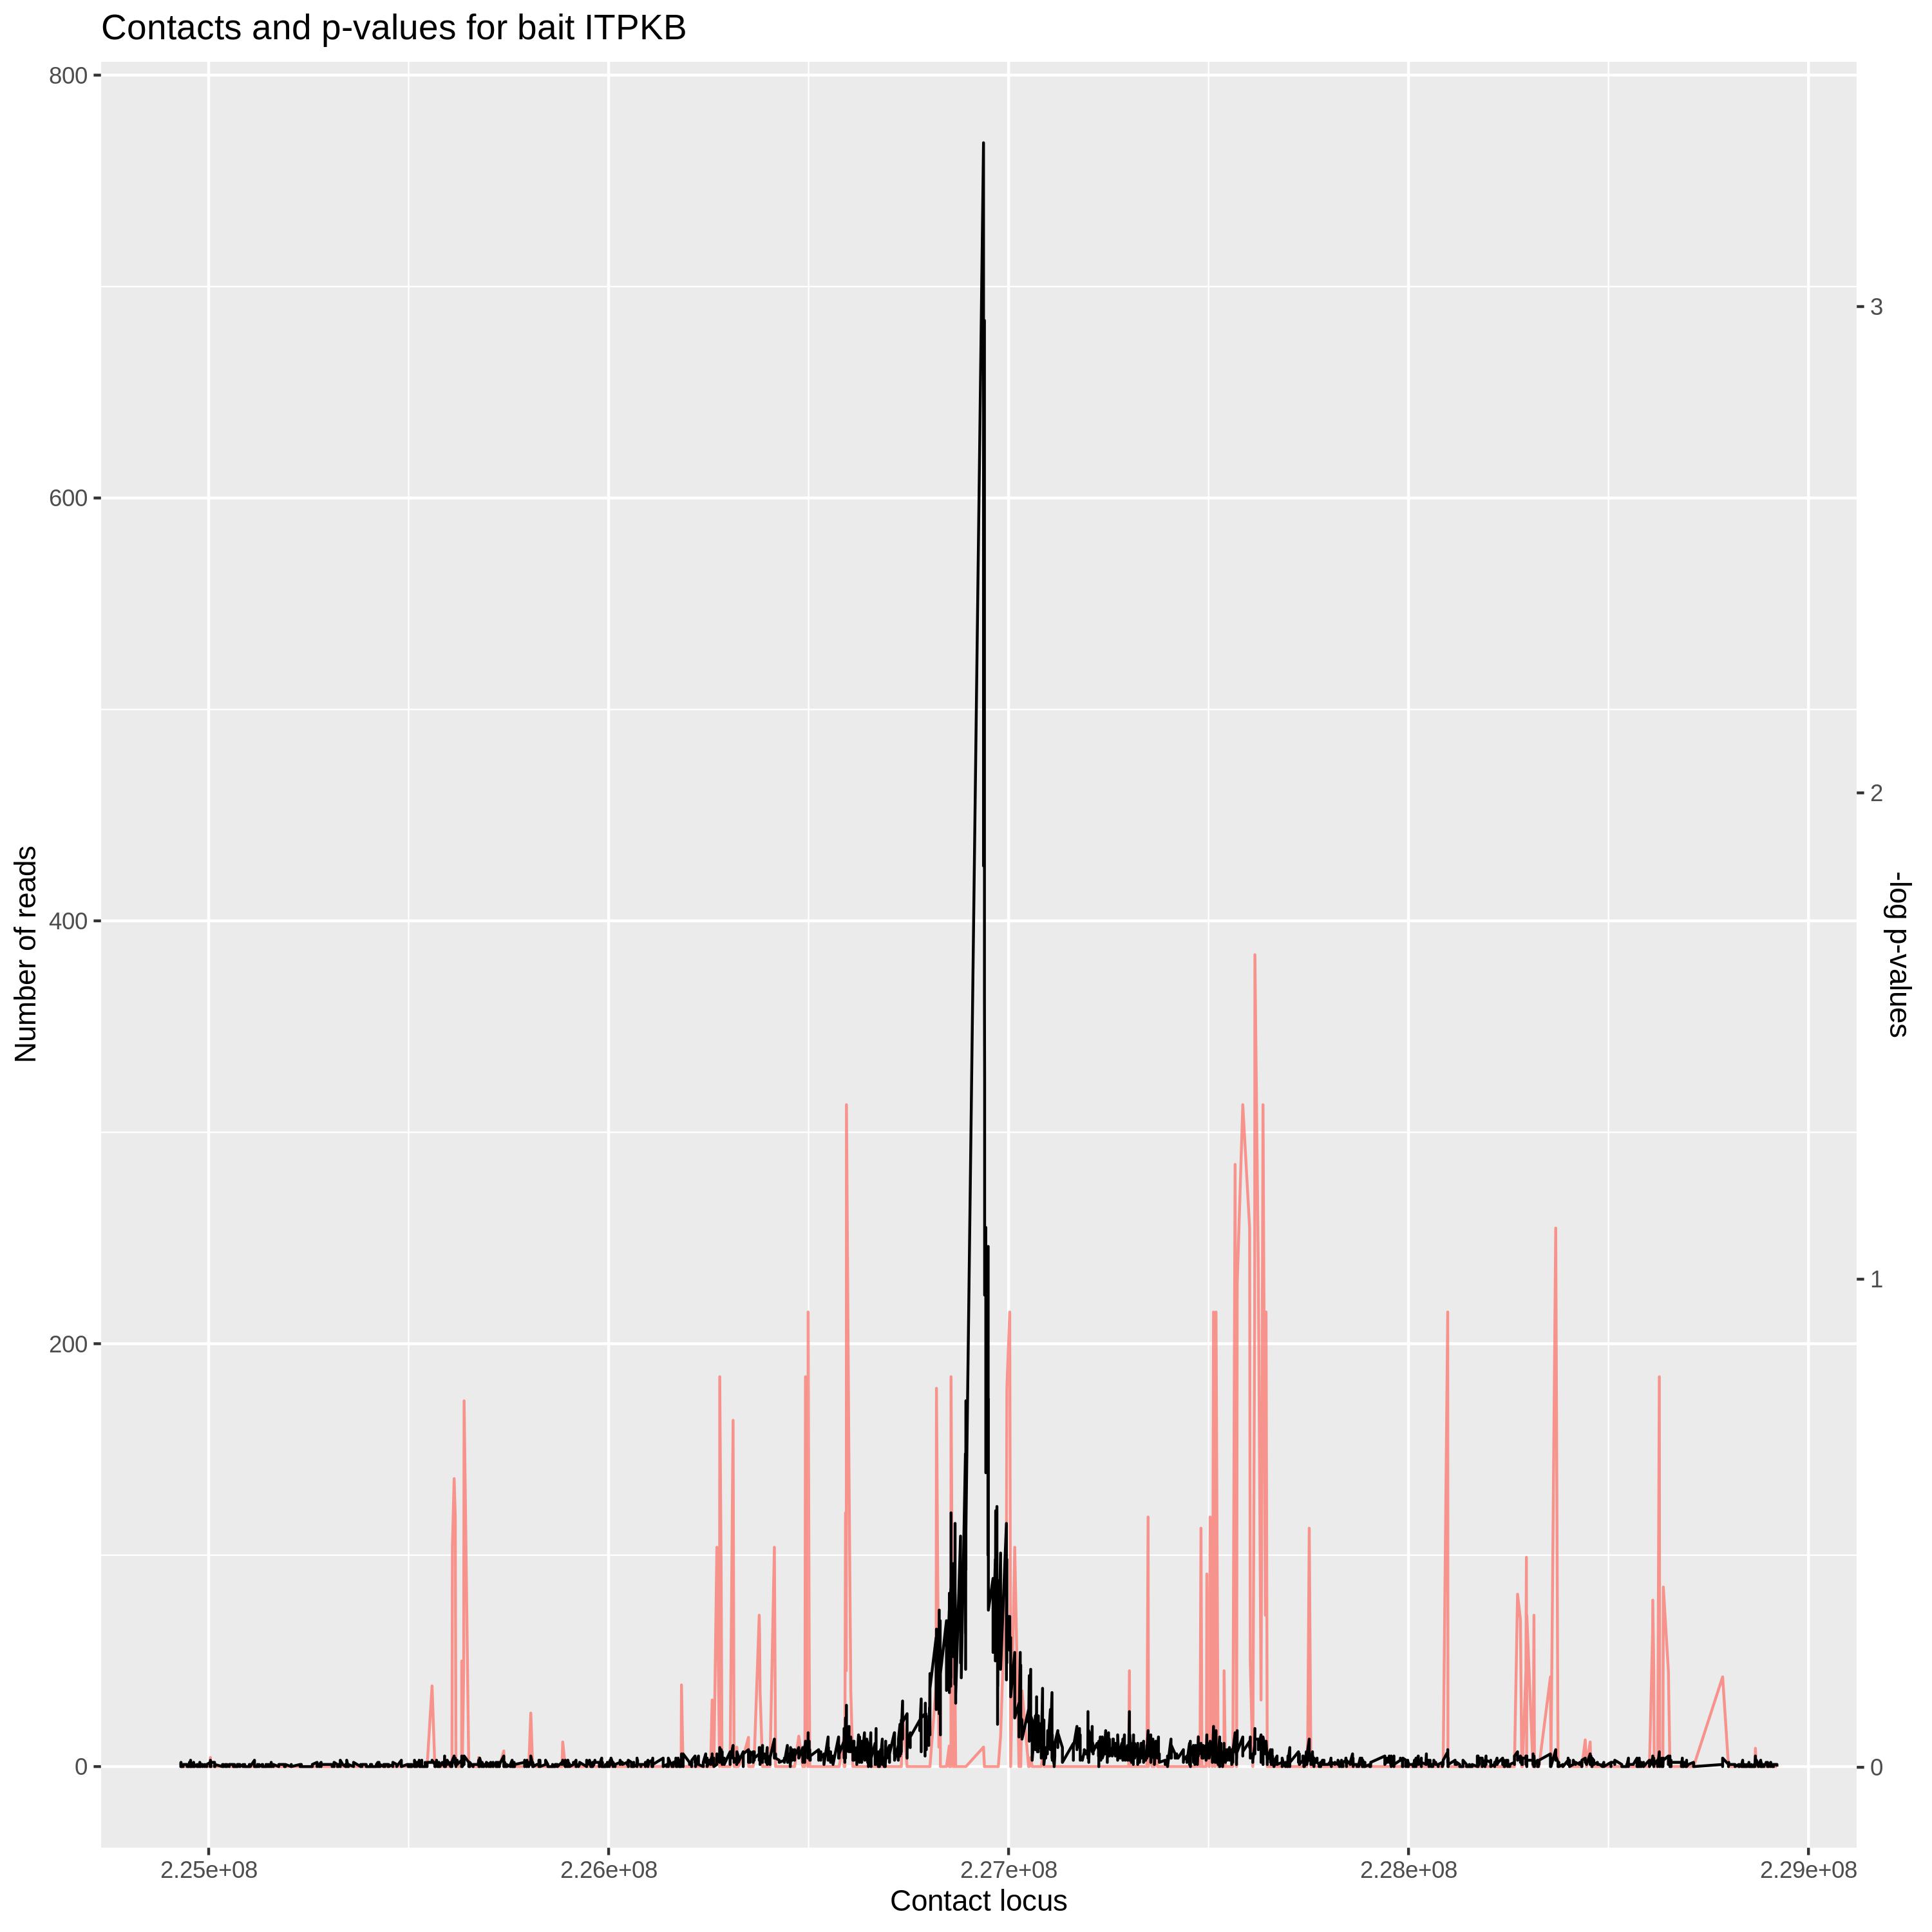 Contacts and p-values for bait ITPKB
800
600
400
200
0
Number of reads
3
2
1
0
-log p-values
2.25e+08 2.26e+08 2.27e+08 2.28e+08 2.29e+08
Contact locus